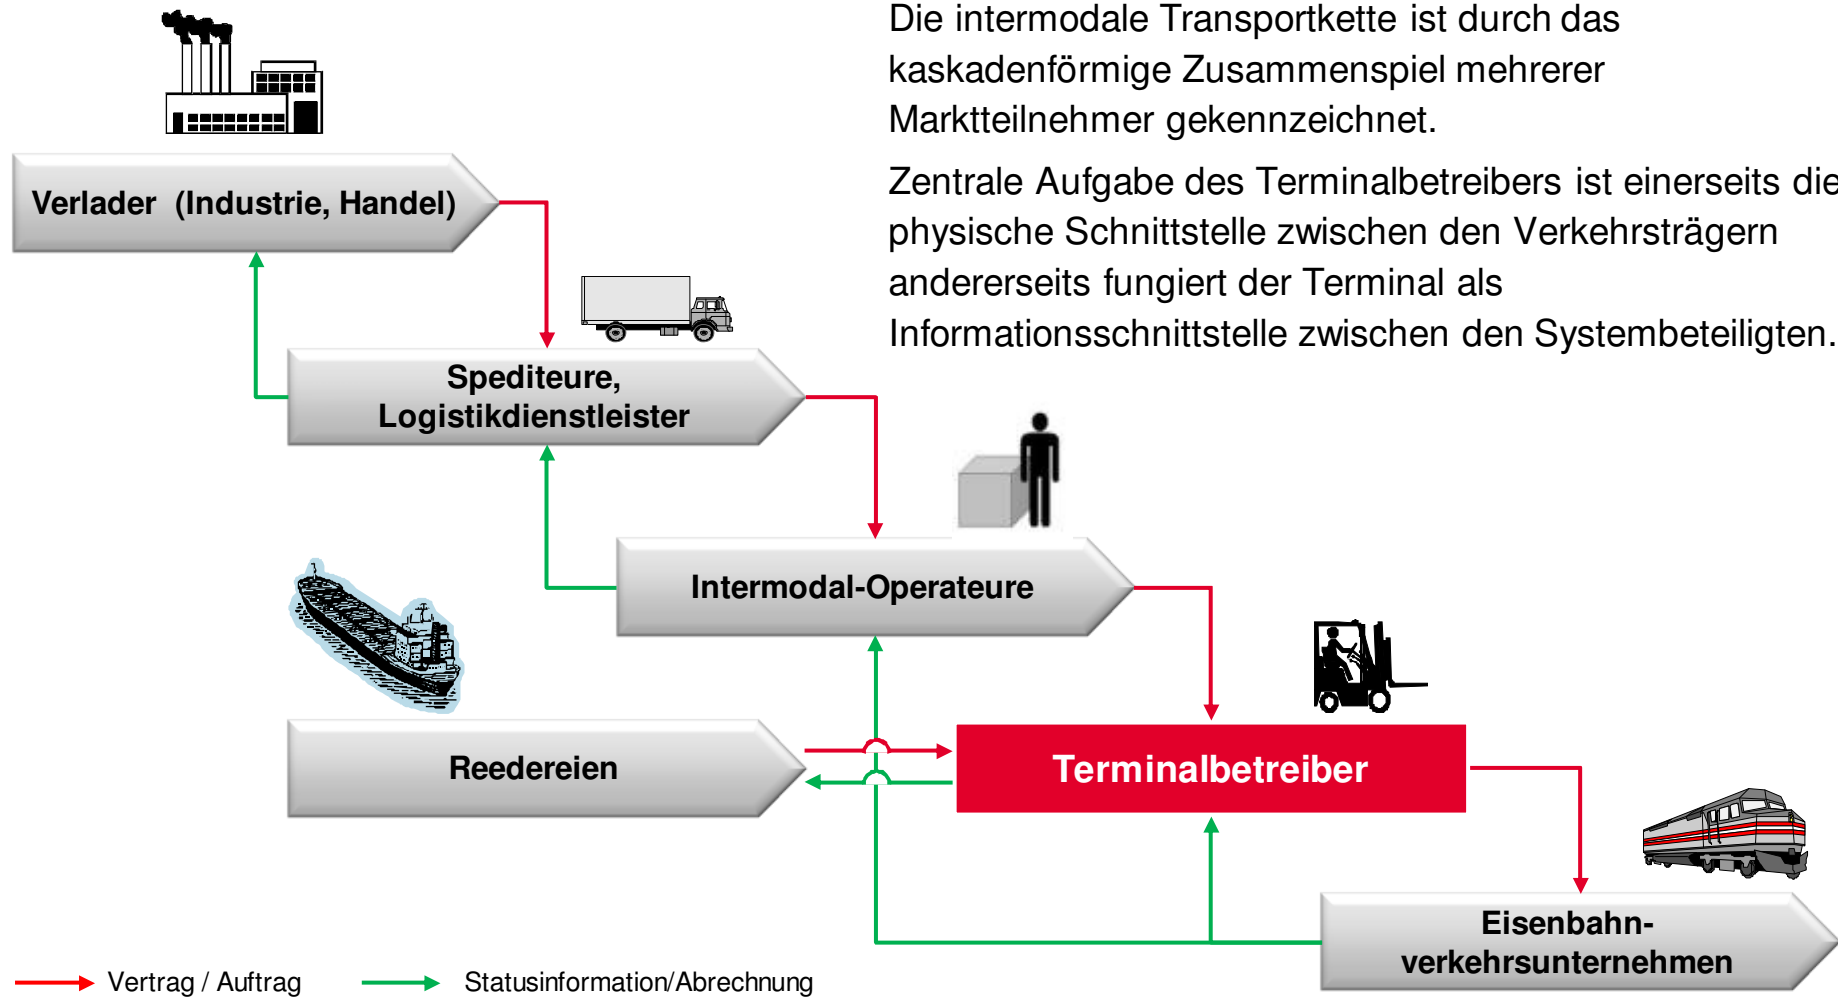 Die intermodale Transportkette ist durch das
kaskadenförmige Zusammenspiel mehrerer
Marktteilnehmer gekennzeichnet.
Zentrale Aufgabe des Terminalbetreibers ist einerseits die
physische Schnittstelle zwischen den Verkehrsträgern
andererseits fungiert der Terminal als
Informationsschnittstelle zwischen den Systembeteiligten.
Verlader (Industrie, Handel)
Spediteure,
Logistikdienstleister
Intermodal-Operateure
Reedereien
Terminalbetreiber
Eisenbahn-
verkehrsunternehmen
Vertrag / Auftrag
Statusinformation/Abrechnung